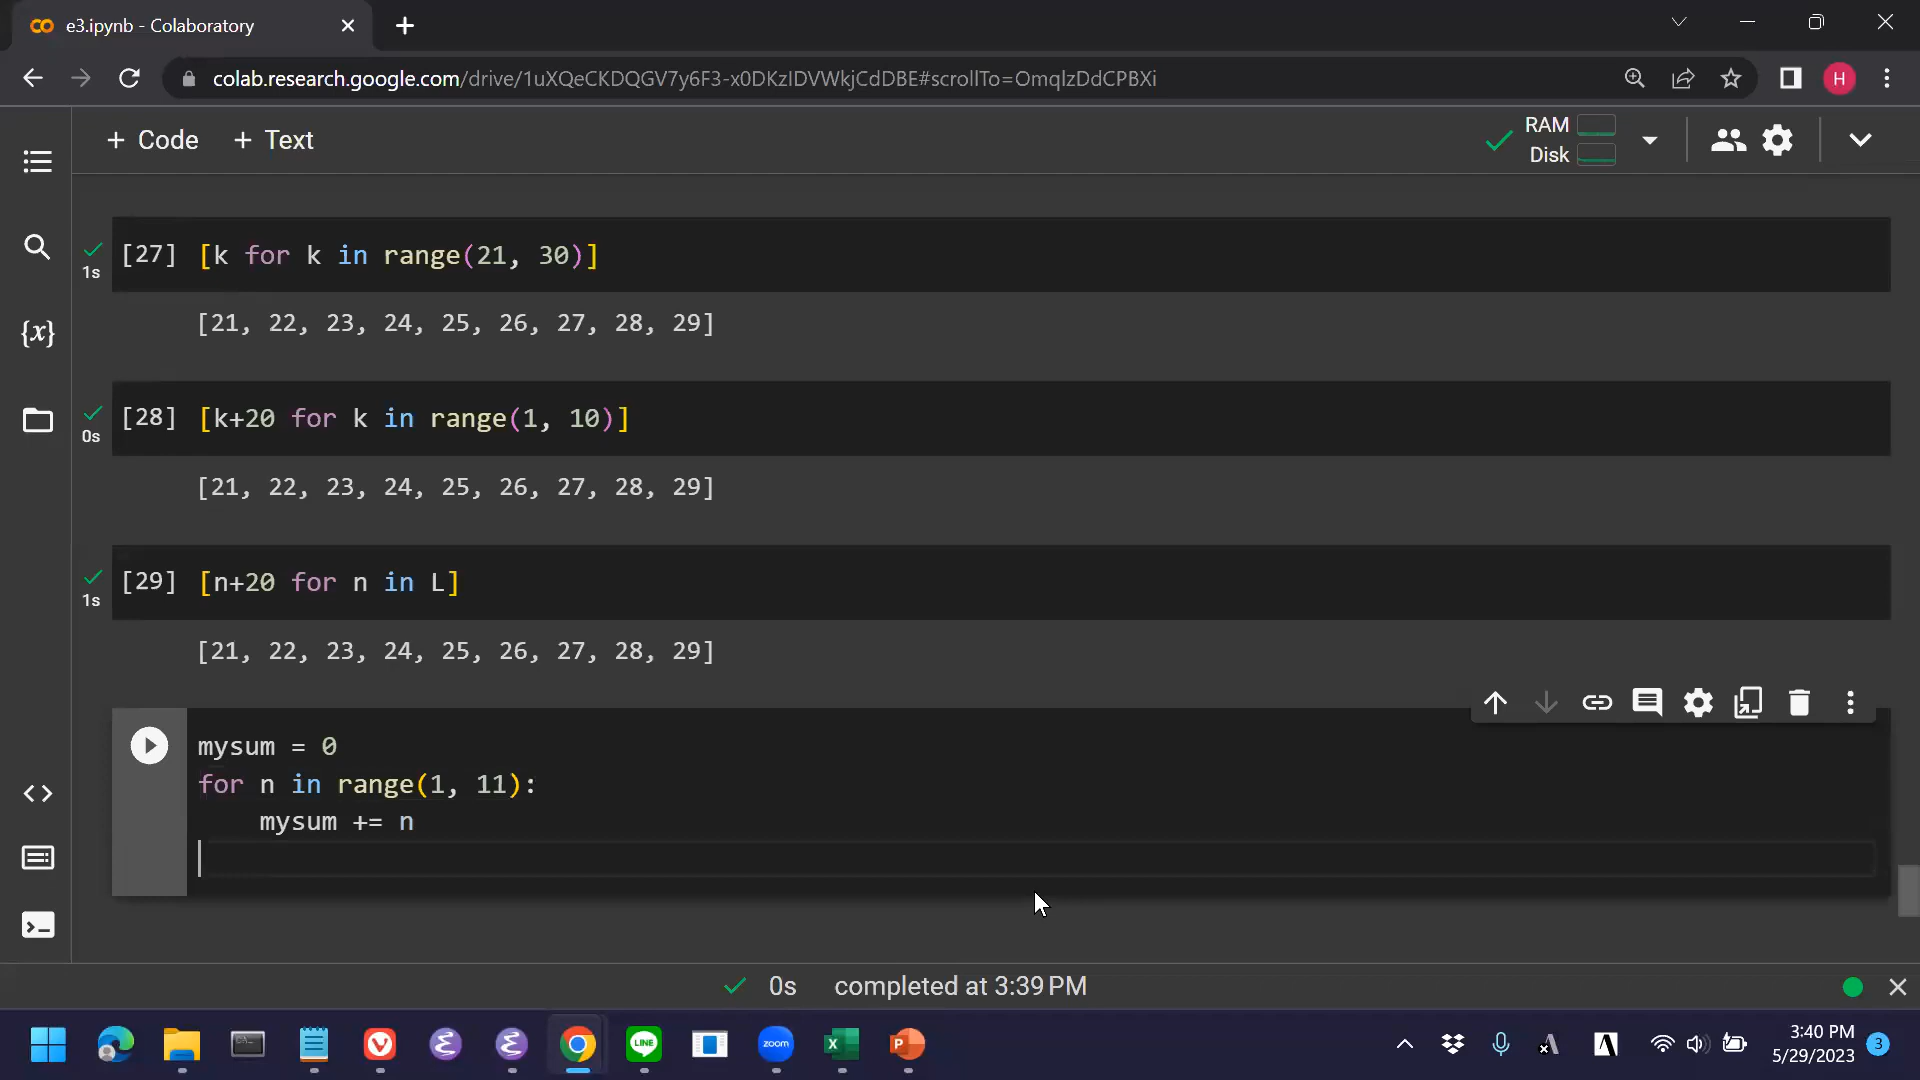 e3.ipynb - Colaboratory
colab.research.google.com/drive/1uXQeCKDQGV7y6F3-x0DKzIDVWkjCdDBE#scrollTo=OmqlzDdCPBXi
H
+ Code + Text
RAM
Disk
{x}
[27] [k for k in range(21, 30)]
1s
[21, 22, 23, 24, 25, 26, 27, 28, 29]
[28] [k+20 for k in range(1, 10)]
0s
[21, 22, 23, 24, 25, 26, 27, 28, 29]
[29] [n+20 for n in L]
1s
[21, 22, 23, 24, 25, 26, 27, 28, 29]
mysum = 0
for n in range(1, 11):
    mysum += n
0s completed at 3:39 PM
LINE
zoom
X
P
A
A
3:40 PM
5/29/2023
3